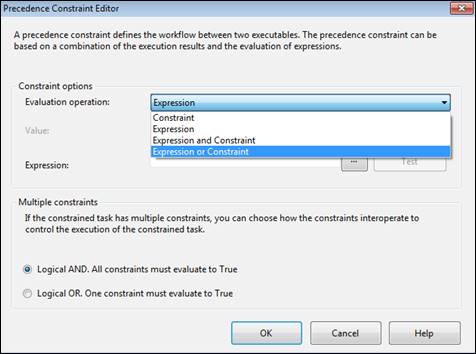 Precedence Constraint Editor
A precedence constraint defines the workflow between two executables. The precedence constraint can be
based on a combination of the execution results and the evaluation of expressions.
Constraint options
Evaluation operation: Expression
Constraint
Value: Expression
Expression and Constraint
Expression or Constraint
Expression: ... Test
Multiple constraints
If the constrained task has multiple constraints, you can choose how the constraints interoperate to
control the execution of the constrained task.
Logical AND. All constraints must evaluate to True
Logical OR. One constraint must evaluate to True
OK Cancel Help